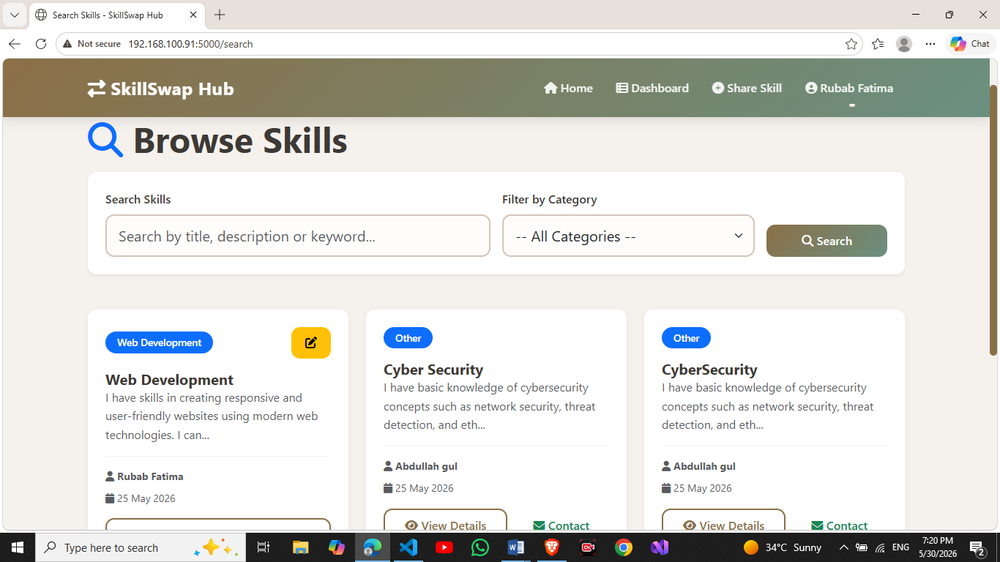 Search Skills - SkillSwap Hub
Not secure 192.168.100.91:5000/search
Chat
SkillSwap Hub
Home Dashboard Share Skill Rubab Fatima
Browse Skills
Search Skills
Search by title, description or keyword...
Filter by Category
-- All Categories --
Search
Web Development
Web Development
I have skills in creating responsive and
user-friendly websites using modern web
technologies. I can...
Rubab Fatima
25 May 2026
Other
Cyber Security
I have basic knowledge of cybersecurity
concepts such as network security, threat
detection, and eth...
Abdullah gul
25 May 2026
View Details Contact
Other
CyberSecurity
I have basic knowledge of cybersecurity
concepts such as network security, threat
detection, and eth...
Abdullah gul
25 May 2026
View Details Contact
Type here to search
34°C Sunny
ENG
7:20 PM
5/30/2026
2